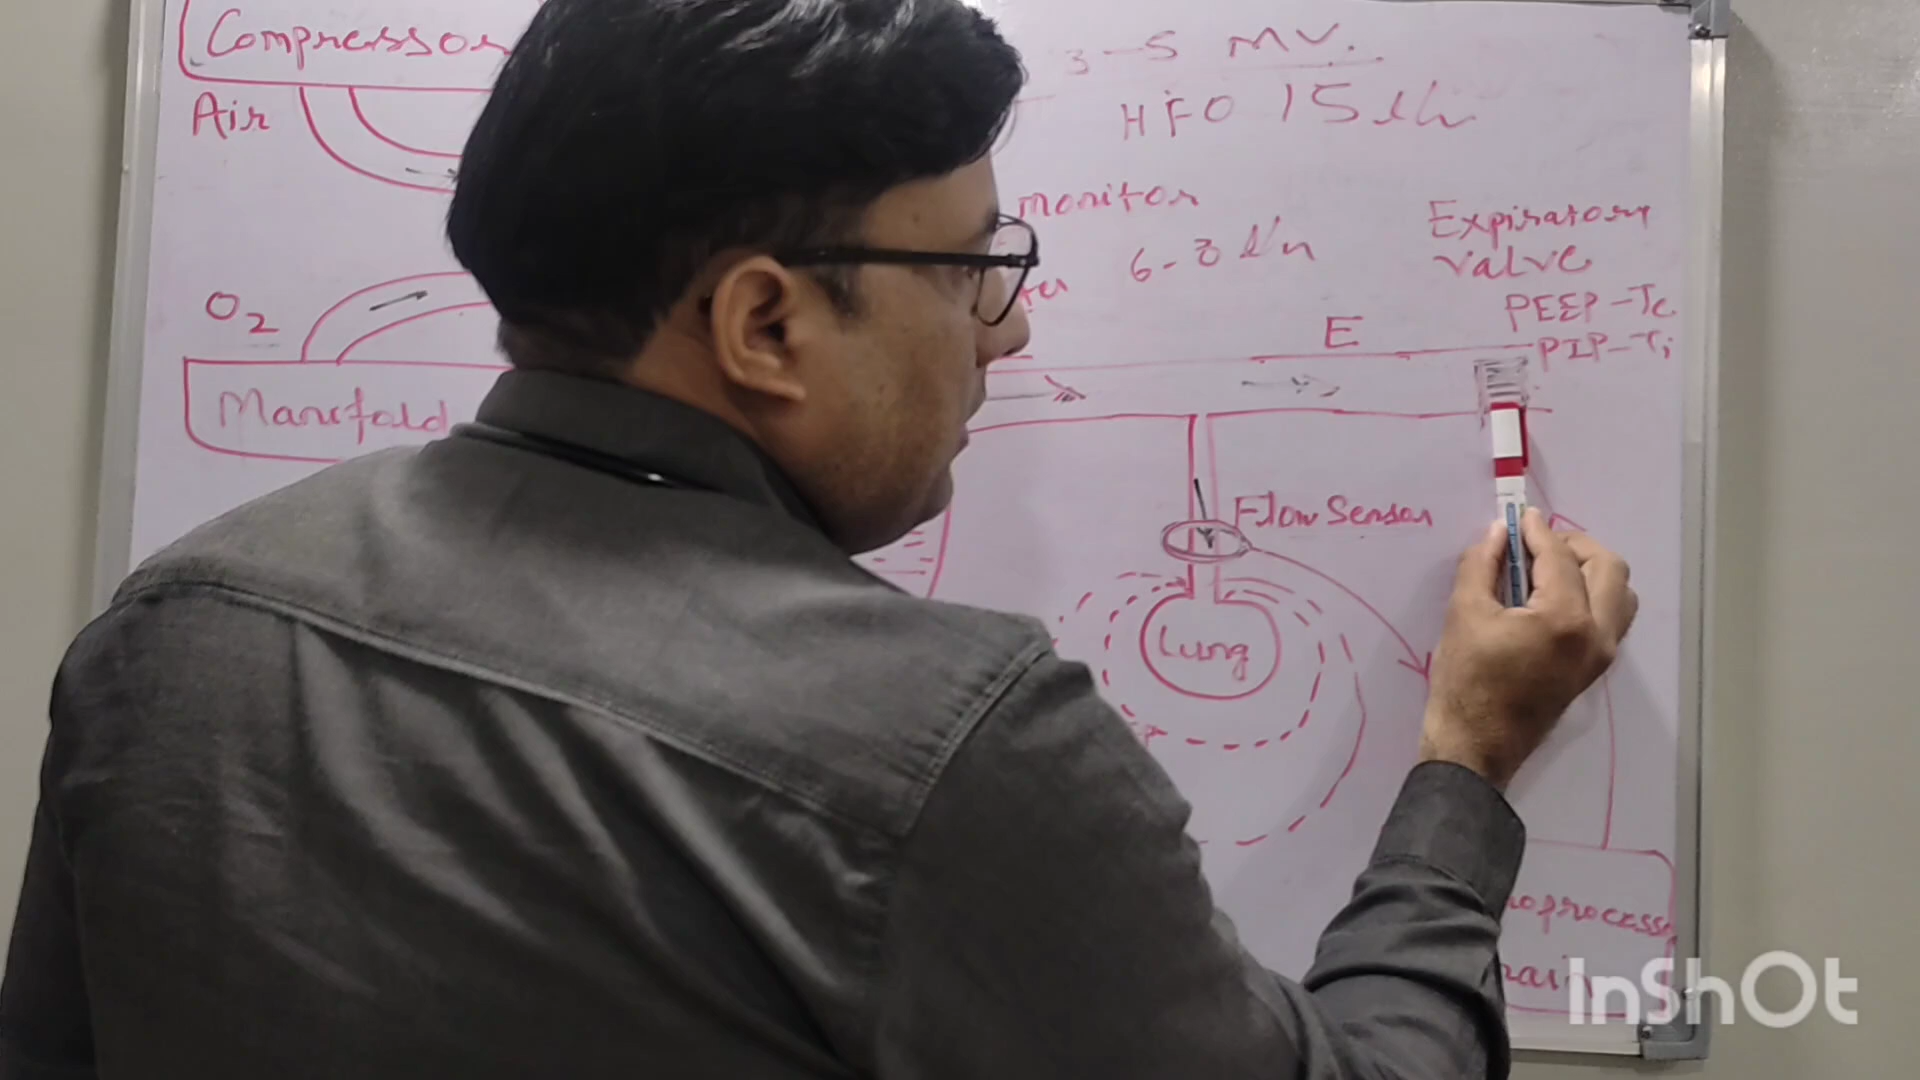 Compressor
3-5 MV.
Air
HFO 15
monitor
Expiratory
valve
6-8
O2
PEEP-Te
PIP-Ti
E
Manifold
Flow Sensor
Lung
InShOt